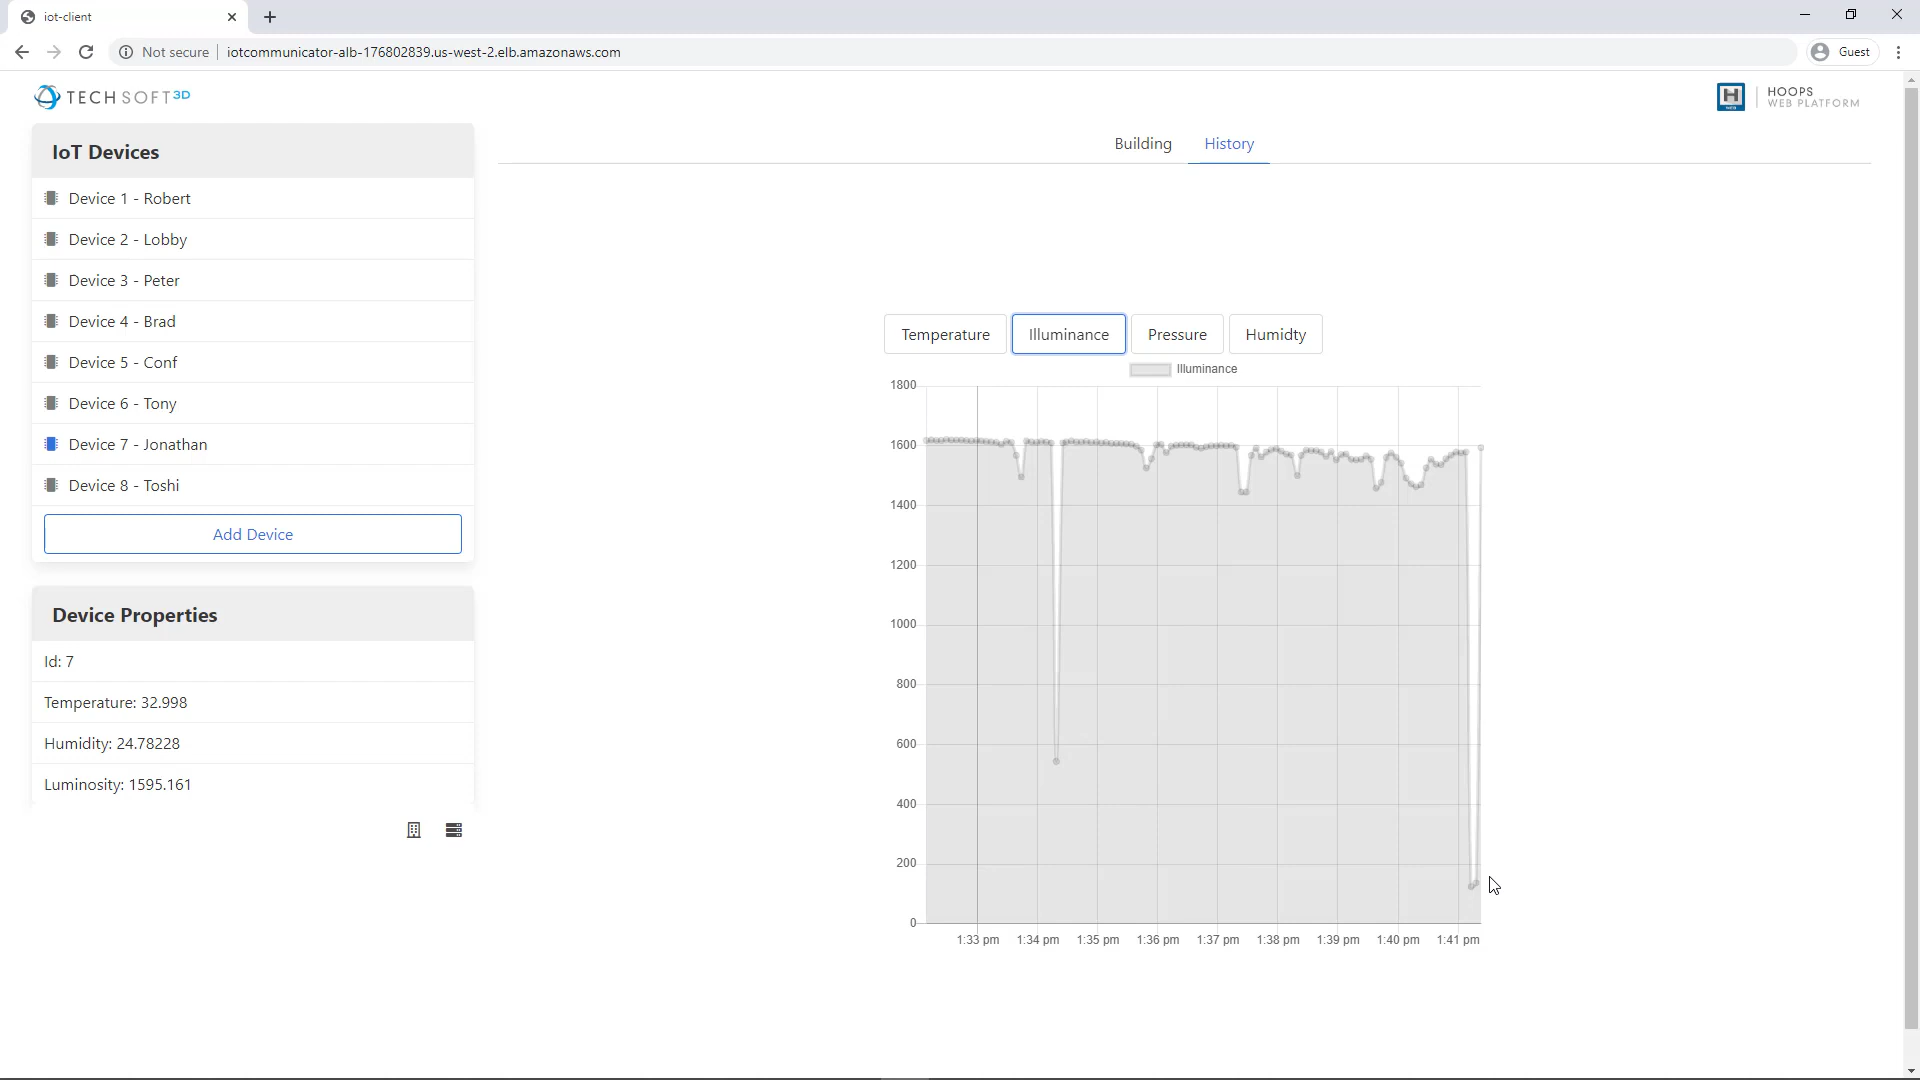 iot-client
Not secure
iotcommunicator-alb-176802839.us-west-2.elb.amazonaws.com
Guest
TECH SOFT 3D
H
HOOPS
WEB PLATFORM
IoT Devices
Device 1 - Robert
Device 2 - Lobby
Device 3 - Peter
Device 4 - Brad
Device 5 - Conf
Device 6 - Tony
Device 7 - Jonathan
Device 8 - Toshi
Add Device
Device Properties
Id: 7
Temperature: 32.998
Humidity: 24.78228
Luminosity: 1595.161
Building History
Temperature Illuminance Pressure Humidty
Illuminance
1800
1600
1400
1200
1000
800
600
400
200
0
1:33 pm 1:34 pm 1:35 pm 1:36 pm 1:37 pm 1:38 pm 1:39 pm 1:40 pm 1:41 pm